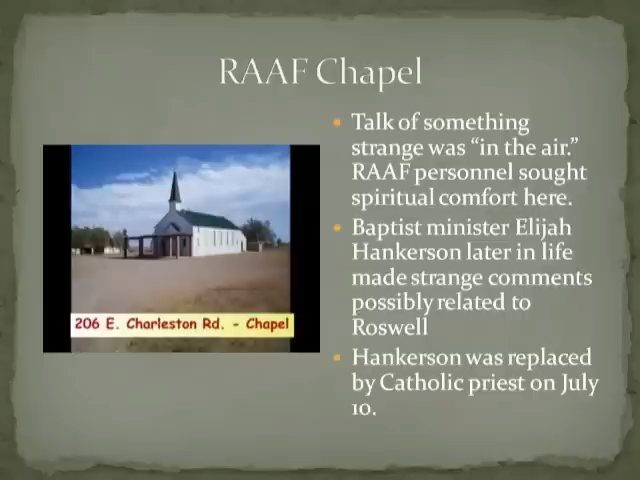 RAAF Chapel
Talk of something
strange was “in the air.”
RAAF personnel sought
spiritual comfort here.
Baptist minister Elijah
Hankerson later in life
made strange comments
possibly related to
Roswell
Hankerson was replaced
by Catholic priest on July
10.
206 E. Charleston Rd. - Chapel